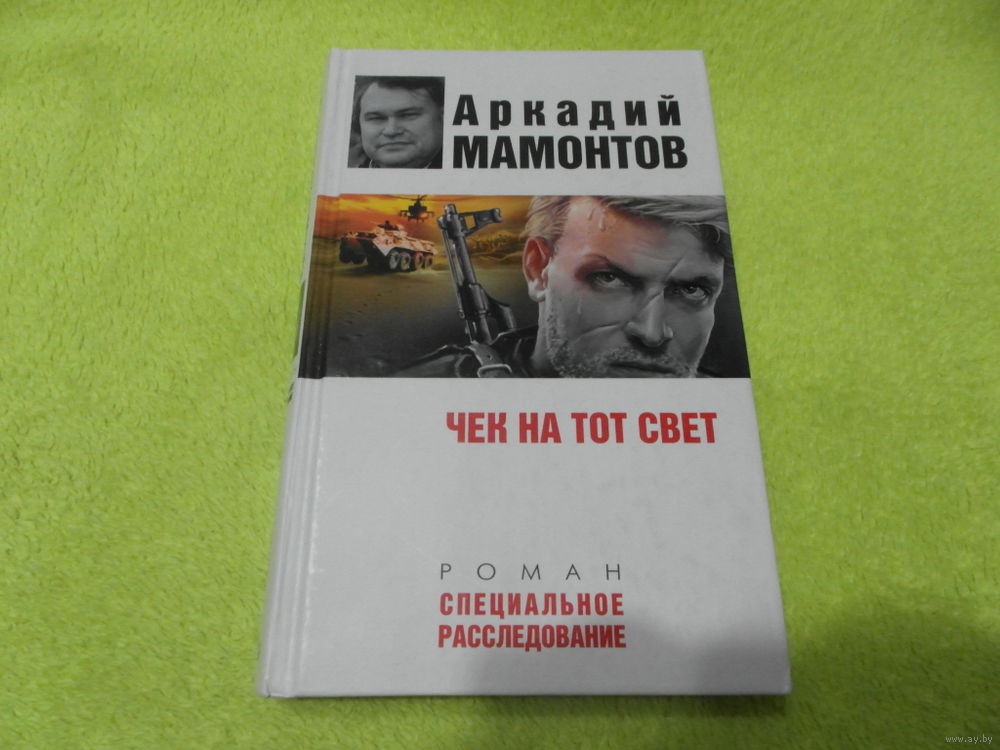 Аркадий
МАМОНТОВ
ЧЕК НА ТОТ СВЕТ
РОМАН
СПЕЦИАЛЬНОЕ
РАССЛЕДОВАНИЕ
www.ay.by